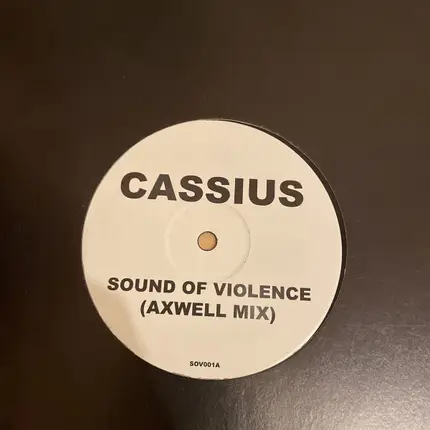 CASSIUS
SOUND OF VIOLENCE
(AXWELL MIX)
SOV001A